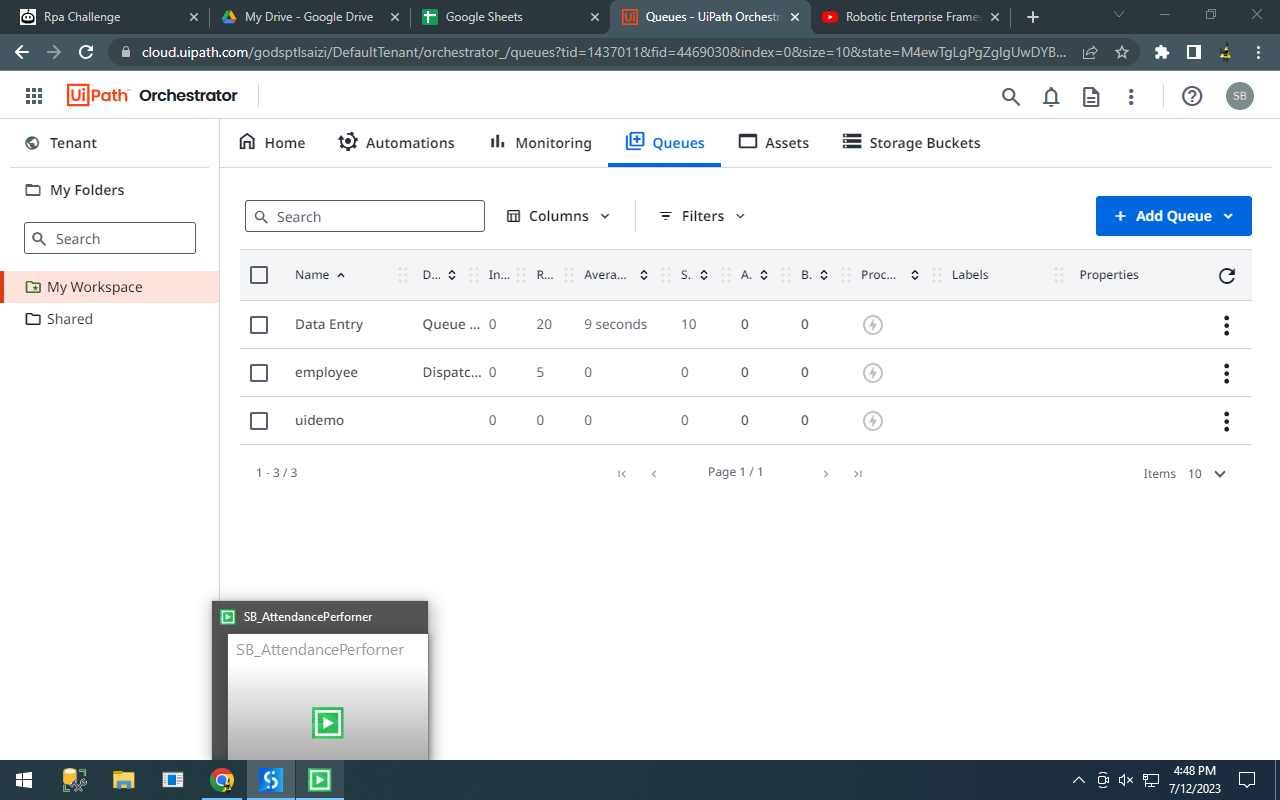 Rpa Challenge
My Drive - Google Drive
Google Sheets
Queues - UiPath Orchestr
Robotic Enterprise Frame
cloud.uipath.com/godsptlsaizi/DefaultTenant/orchestrator_/queues?tid=1437011&fid=4469030&index=0&size=10&state=M4ewTgLgPgZglgUwDYB...
UiPath Orchestrator
SB
Tenant
My Folders
Search
My Workspace
Shared
Home
Automations
Monitoring
Queues
Assets
Storage Buckets
Search
Columns
Filters
+ Add Queue
Name D... In... R... Avera... S. A. B. Proc... Labels Properties
Data Entry Queue ... 0 20 9 seconds 10 0 0
employee Dispatc... 0 5 0 0 0 0
uidemo 0 0 0 0 0 0
1 - 3 / 3
Page 1 / 1
Items 10
SB_AttendancePerforner
SB_AttendancePerforner
4:48 PM
7/12/2023